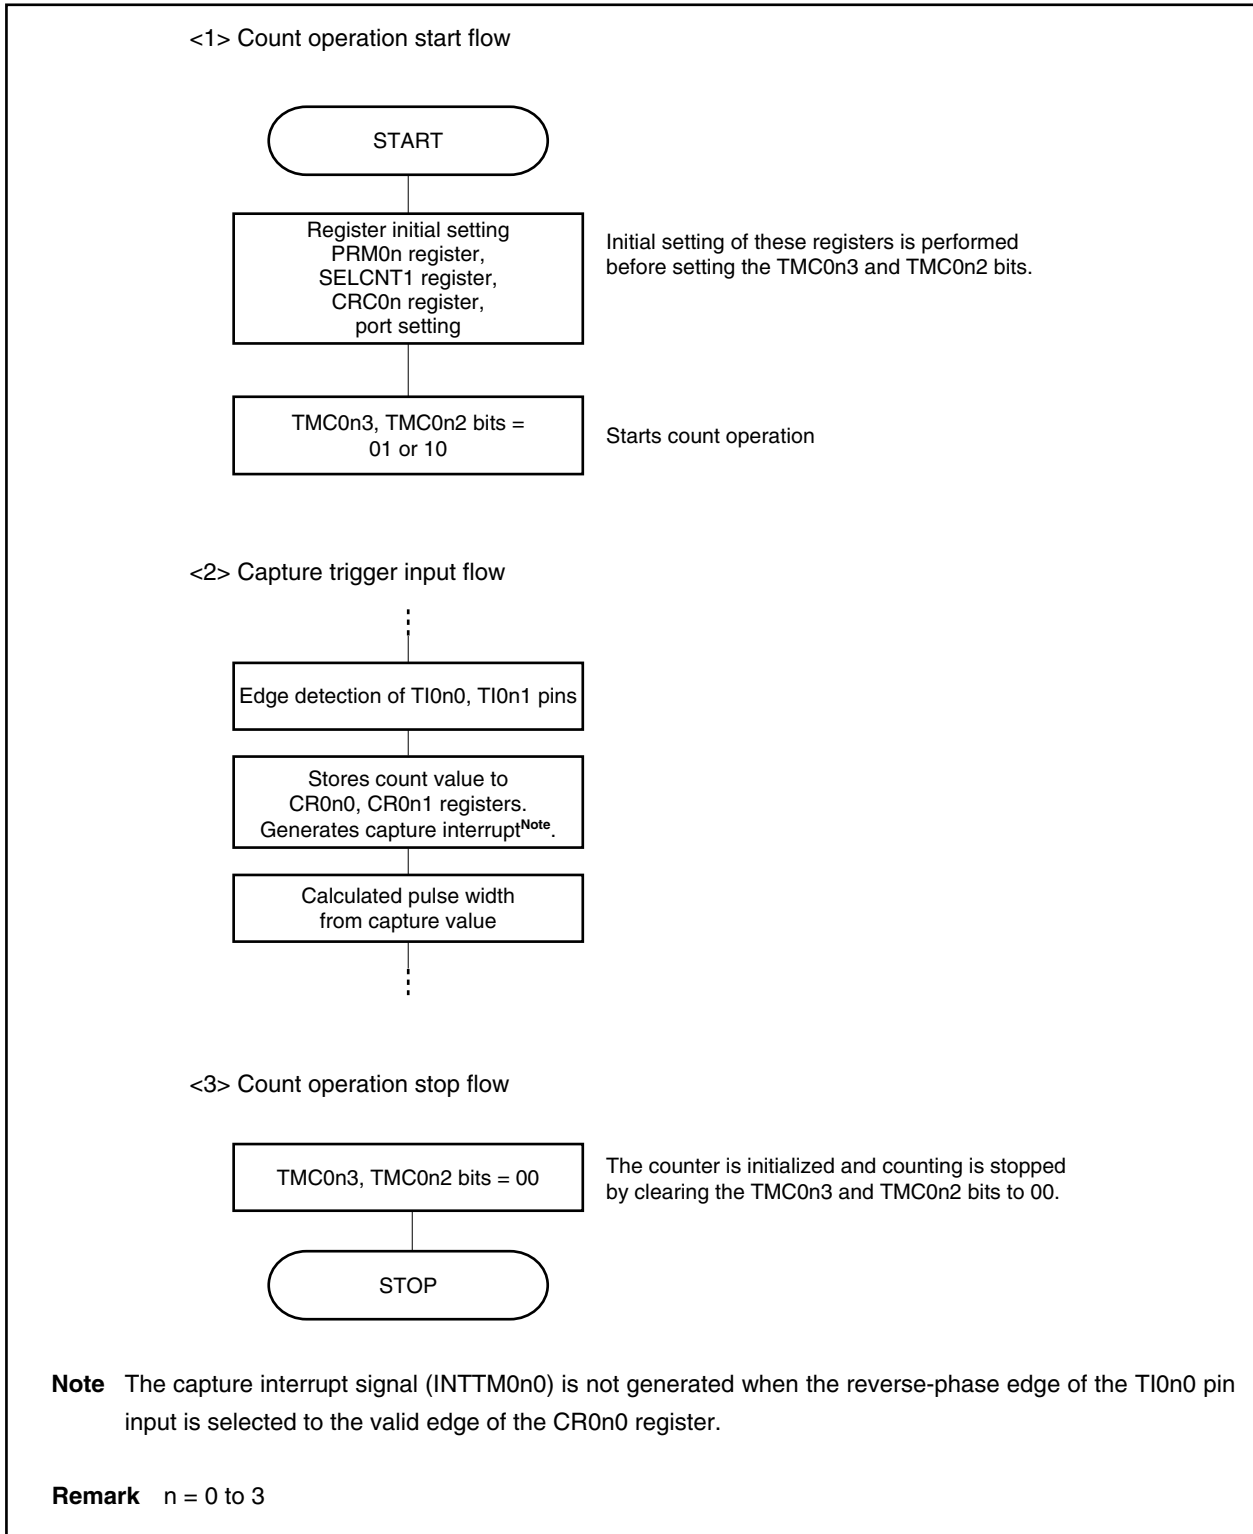 <1> Count operation start flow
START
Register initial setting
PRM0n register,
SELCNT1 register,
CRC0n register,
port setting
Initial setting of these registers is performed
before setting the TMC0n3 and TMC0n2 bits.
TMC0n3, TMC0n2 bits =
01 or 10
Starts count operation
<2> Capture trigger input flow
Edge detection of TI0n0, TI0n1 pins
Stores count value to
CR0n0, CR0n1 registers.
Generates capture interruptNote.
Calculated pulse width
from capture value
<3> Count operation stop flow
TMC0n3, TMC0n2 bits = 00
The counter is initialized and counting is stopped
by clearing the TMC0n3 and TMC0n2 bits to 00.
STOP
Note The capture interrupt signal (INTTM0n0) is not generated when the reverse-phase edge of the TI0n0 pin
input is selected to the valid edge of the CR0n0 register.
Remark n = 0 to 3